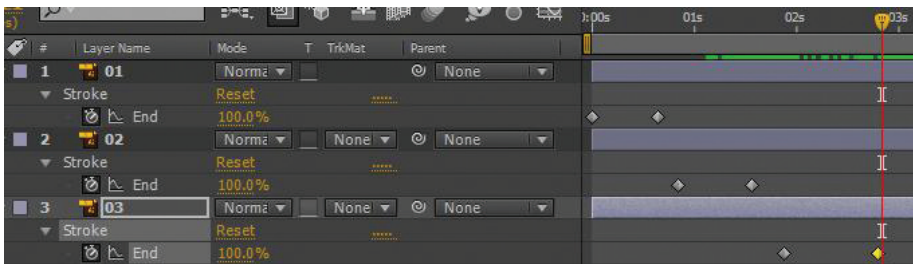 s)
):00s 01s 02s 03s
# Layer Name Mode T TrkMat Parent
1 01 Norma None
Stroke Reset
End 100.0%
2 02 Norma None None
Stroke Reset
End 100.0%
3 03 Norma None None
Stroke Reset
End 100.0%